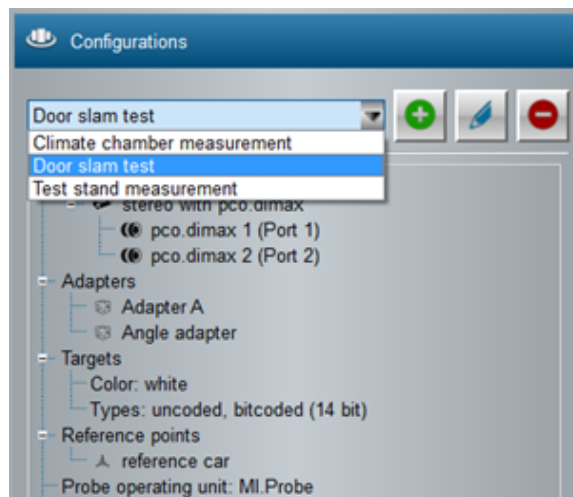 Configurations
Door slam test
Climate chamber measurement
Door slam test
Test stand measurement
stereo with pco.dimax
pco.dimax 1 (Port 1)
pco.dimax 2 (Port 2)
Adapters
Adapter A
Angle adapter
Targets
Color: white
Types: uncoded, bitcoded (14 bit)
Reference points
reference car
Probe operating unit: MI.Probe